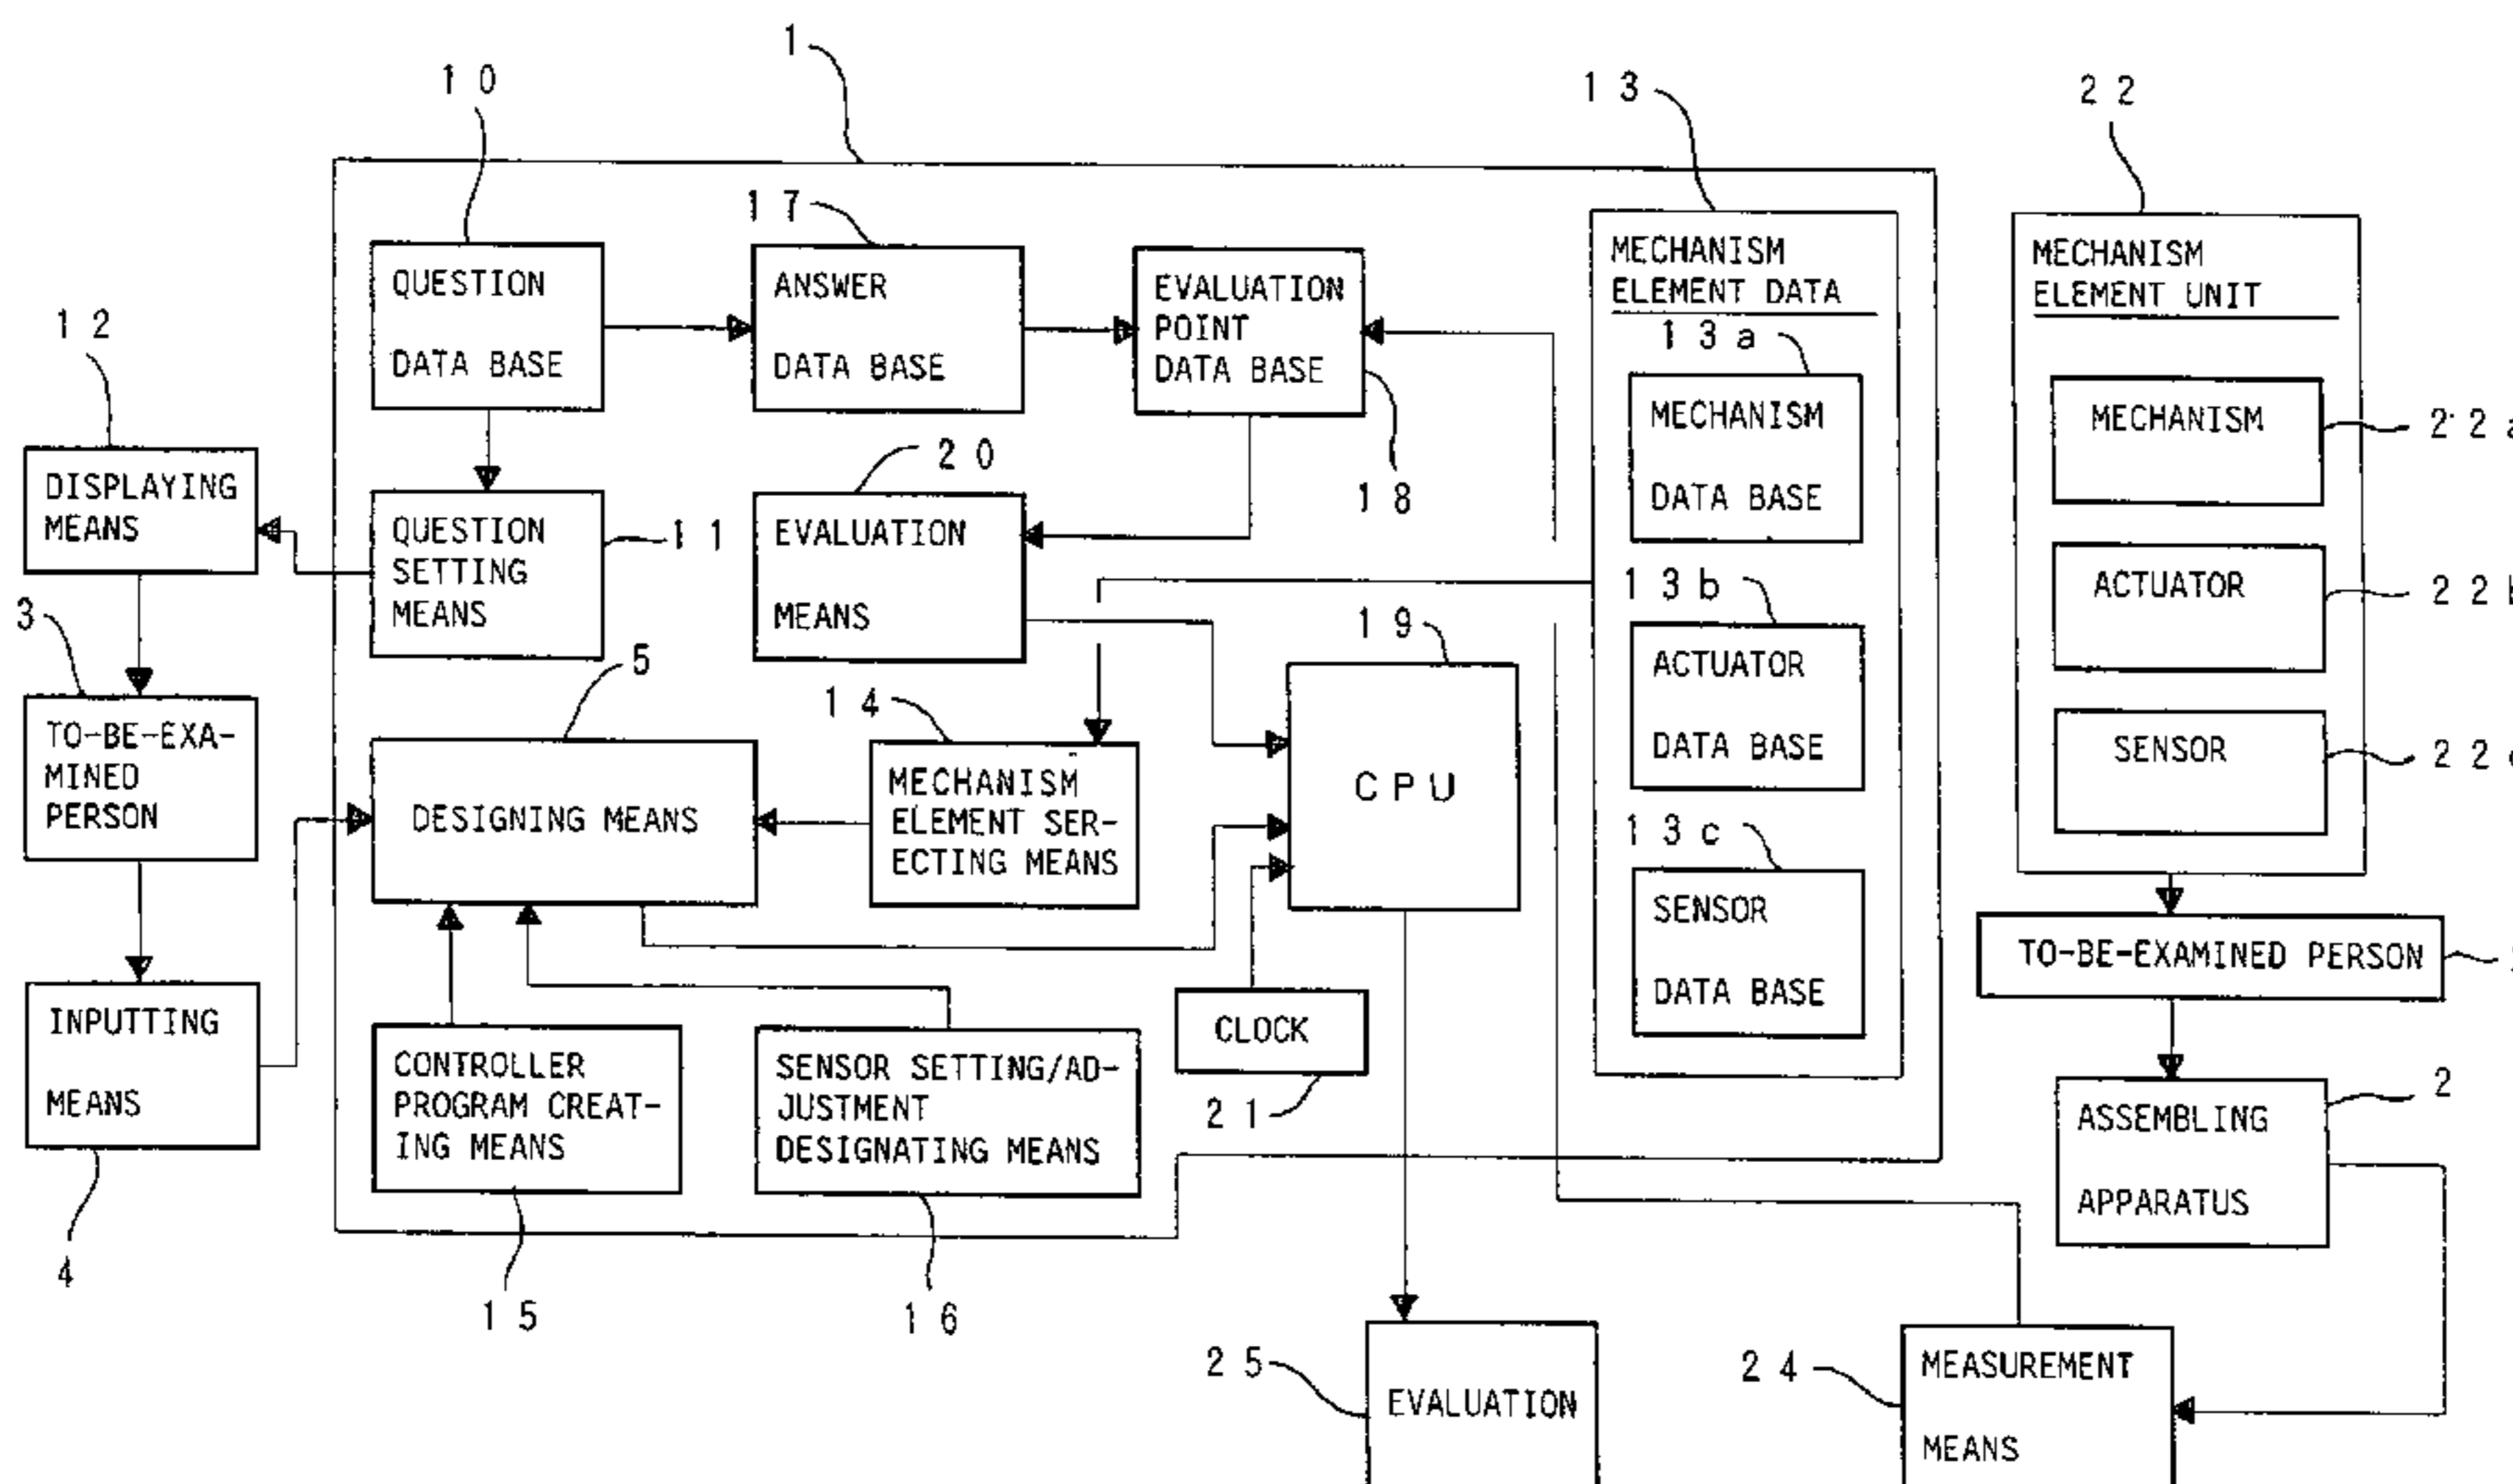 1
10
13
22
17
QUESTION
DATA BASE
ANSWER
DATA BASE
EVALUATION
POINT
DATA BASE
MECHANISM
ELEMENT DATA
MECHANISM
ELEMENT UNIT
12
13a
MECHANISM
DATA BASE
MECHANISM
22a
20
18
DISPLAYING
MEANS
QUESTION
SETTING
MEANS
11
EVALUATION
MEANS
13b
ACTUATOR
DATA BASE
ACTUATOR
3
5
14
19
TO-BE-EXA-
MINED
PERSON
DESIGNING MEANS
MECHANISM
ELEMENT SER-
ECTING MEANS
CPU
SENSOR
13c
SENSOR
DATA BASE
TO-BE-EXAMINED PERSON
INPUTTING
MEANS
CONTROLLER
PROGRAM CREAT-
ING MEANS
SENSOR SETTING/AD-
JUSTMENT
DESIGNATING MEANS
CLOCK
21
ASSEMBLING
APPARATUS
2
4
15
16
25
EVALUATION
24
MEASUREMENT
MEANS